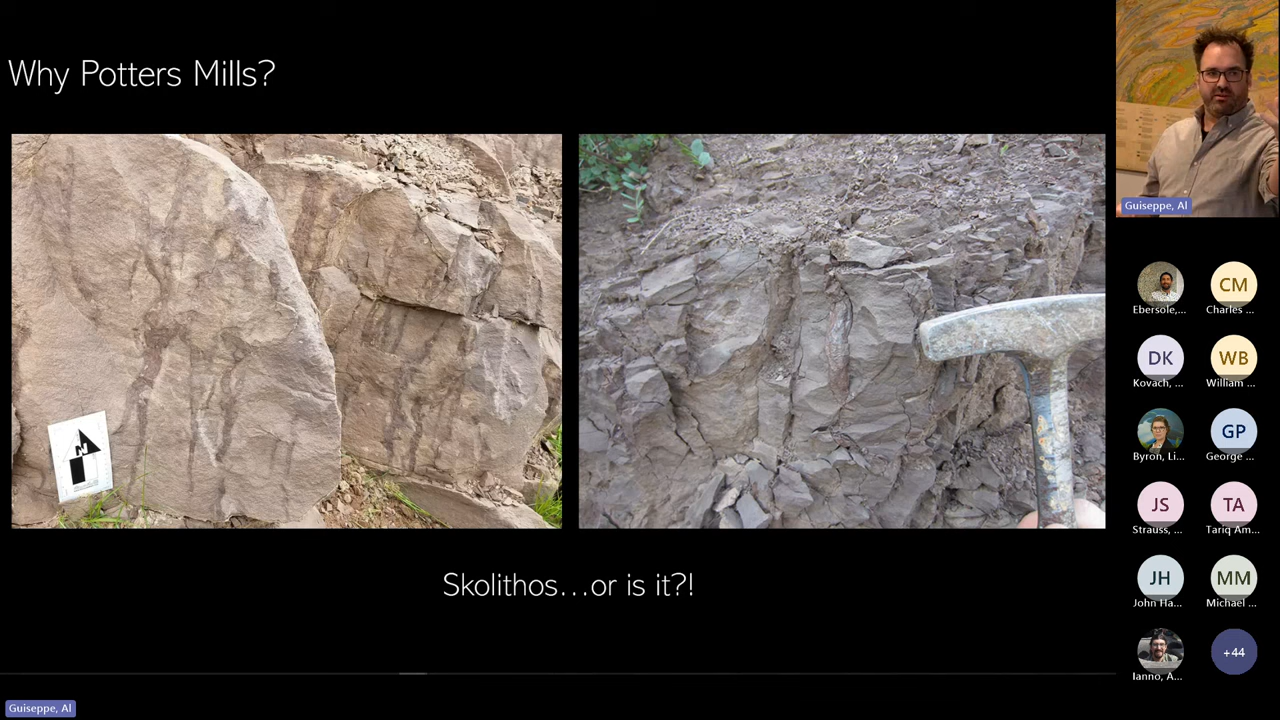 Why Potters Mills?
Skolithos...or is it?!
Guiseppe, Al
Ebersole,...
CM
Charles ...
DK
Kovach, ...
WB
William ...
Byron, Li...
GP
George ...
JS
Strauss, ...
TA
Tariq Am...
JH
John Ha...
MM
Michael ...
Ianno, A...
+44
Guiseppe, Al
N